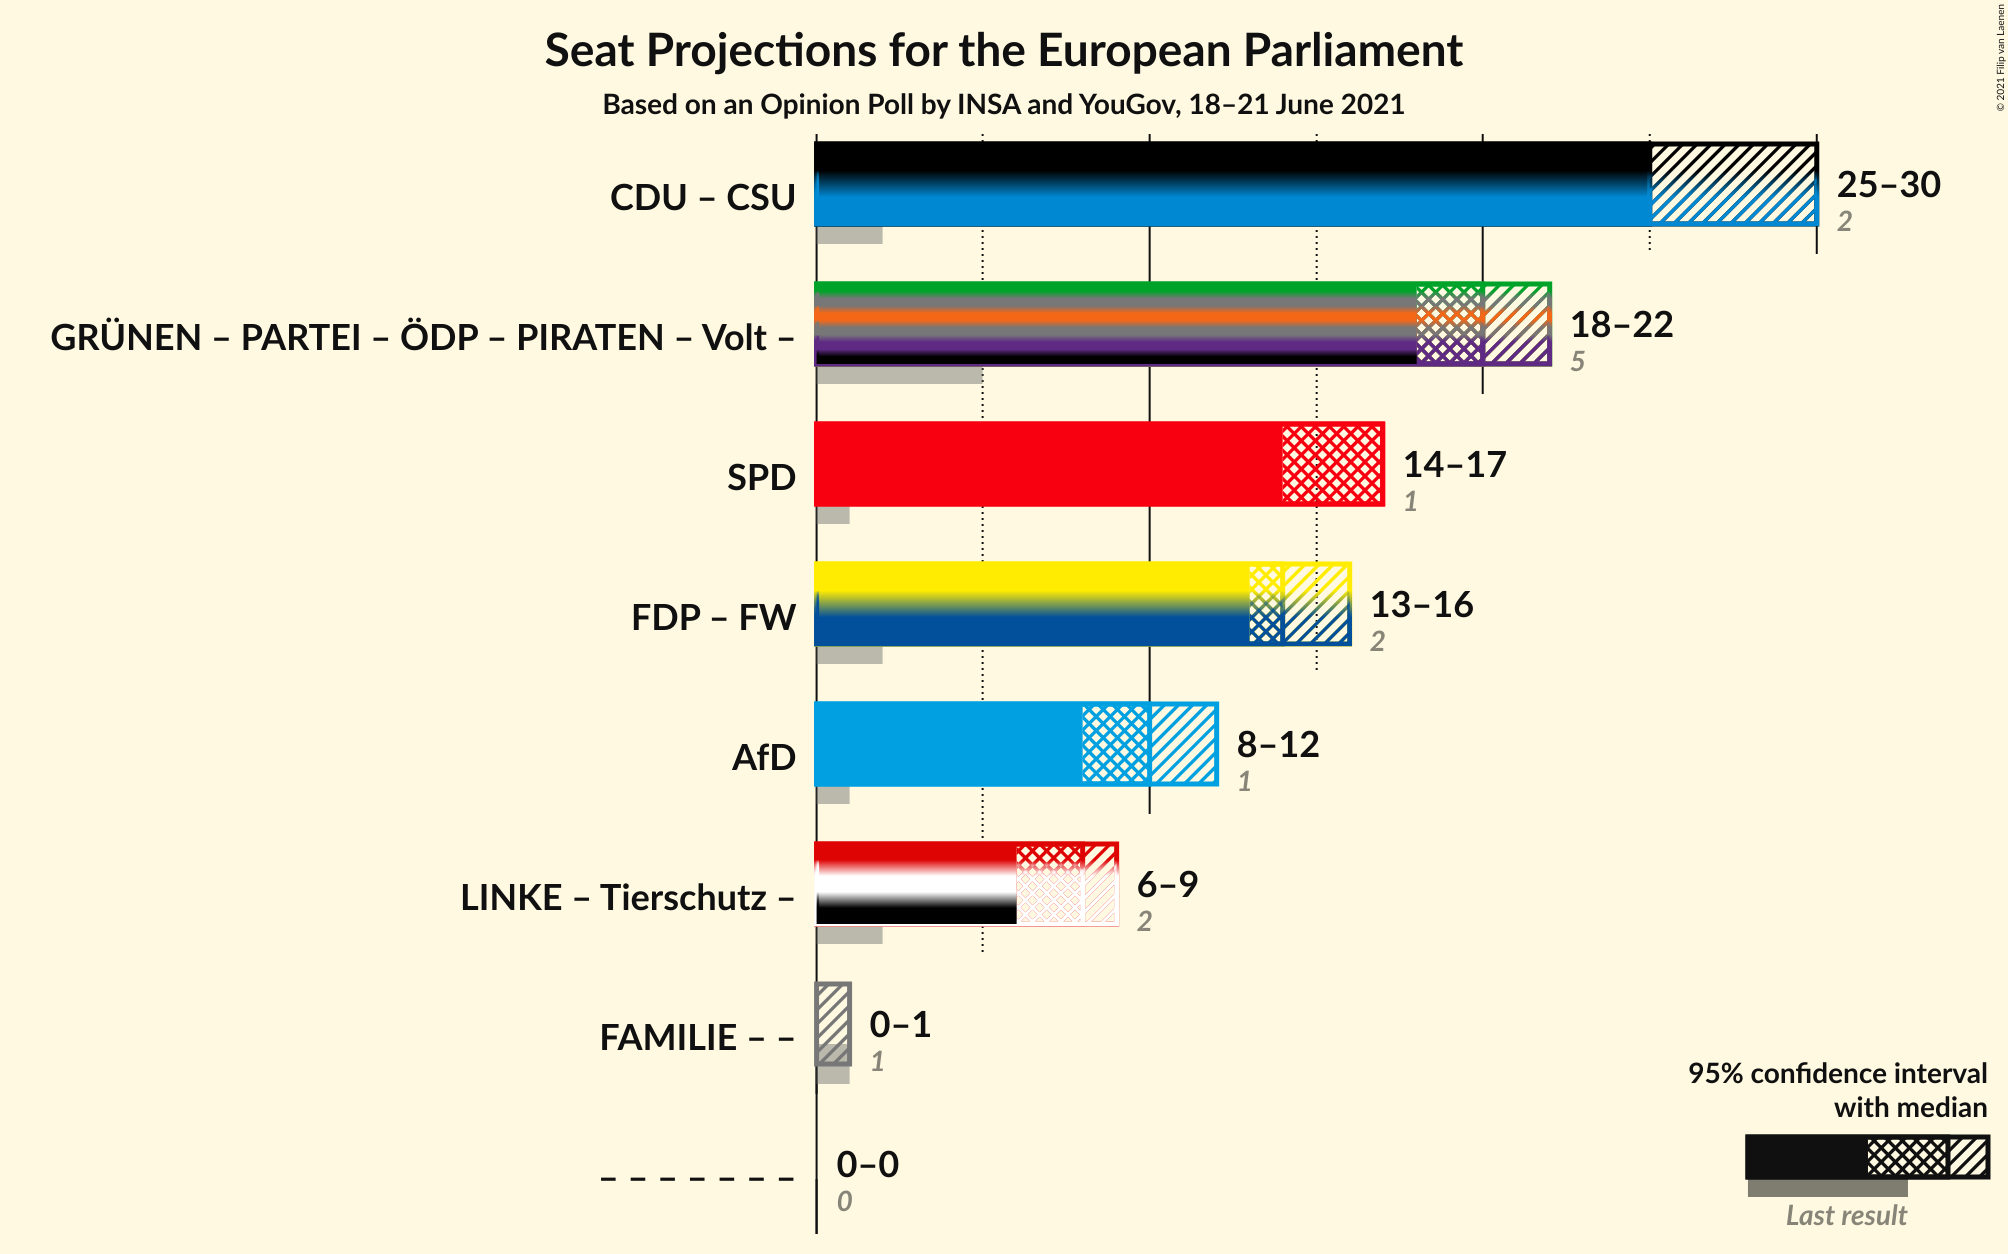 Seat Projections for the European Parliament
Based on an Opinion Poll by INSA and YouGov, 18–21 June 2021
© 2021 Filip van Laenen
CDU – CSU
25–30
2
GRÜNEN – PARTEI – ÖDP – PIRATEN – Volt –
18–22
5
SPD
14–17
1
FDP – FW
13–16
2
AfD
8–12
1
LINKE – Tierschutz –
6–9
2
FAMILIE – –
0–1
1
– – – – – – –
0–0
0
95% confidence interval
with median
Last result